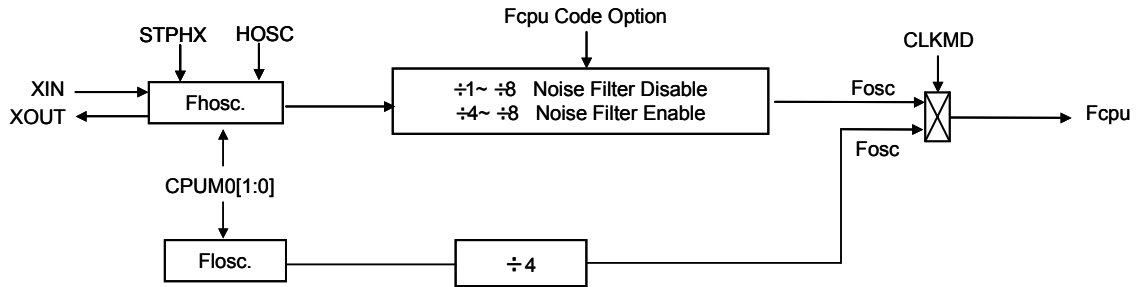 Fcpu Code Option
STPHX
HOSC
CLKMD
XIN
XOUT
Fhosc.
÷1~ ÷8 Noise Filter Disable
÷4~ ÷8 Noise Filter Enable
Fosc
Fcpu
Fosc
CPUM0[1:0]
Flosc.
÷4